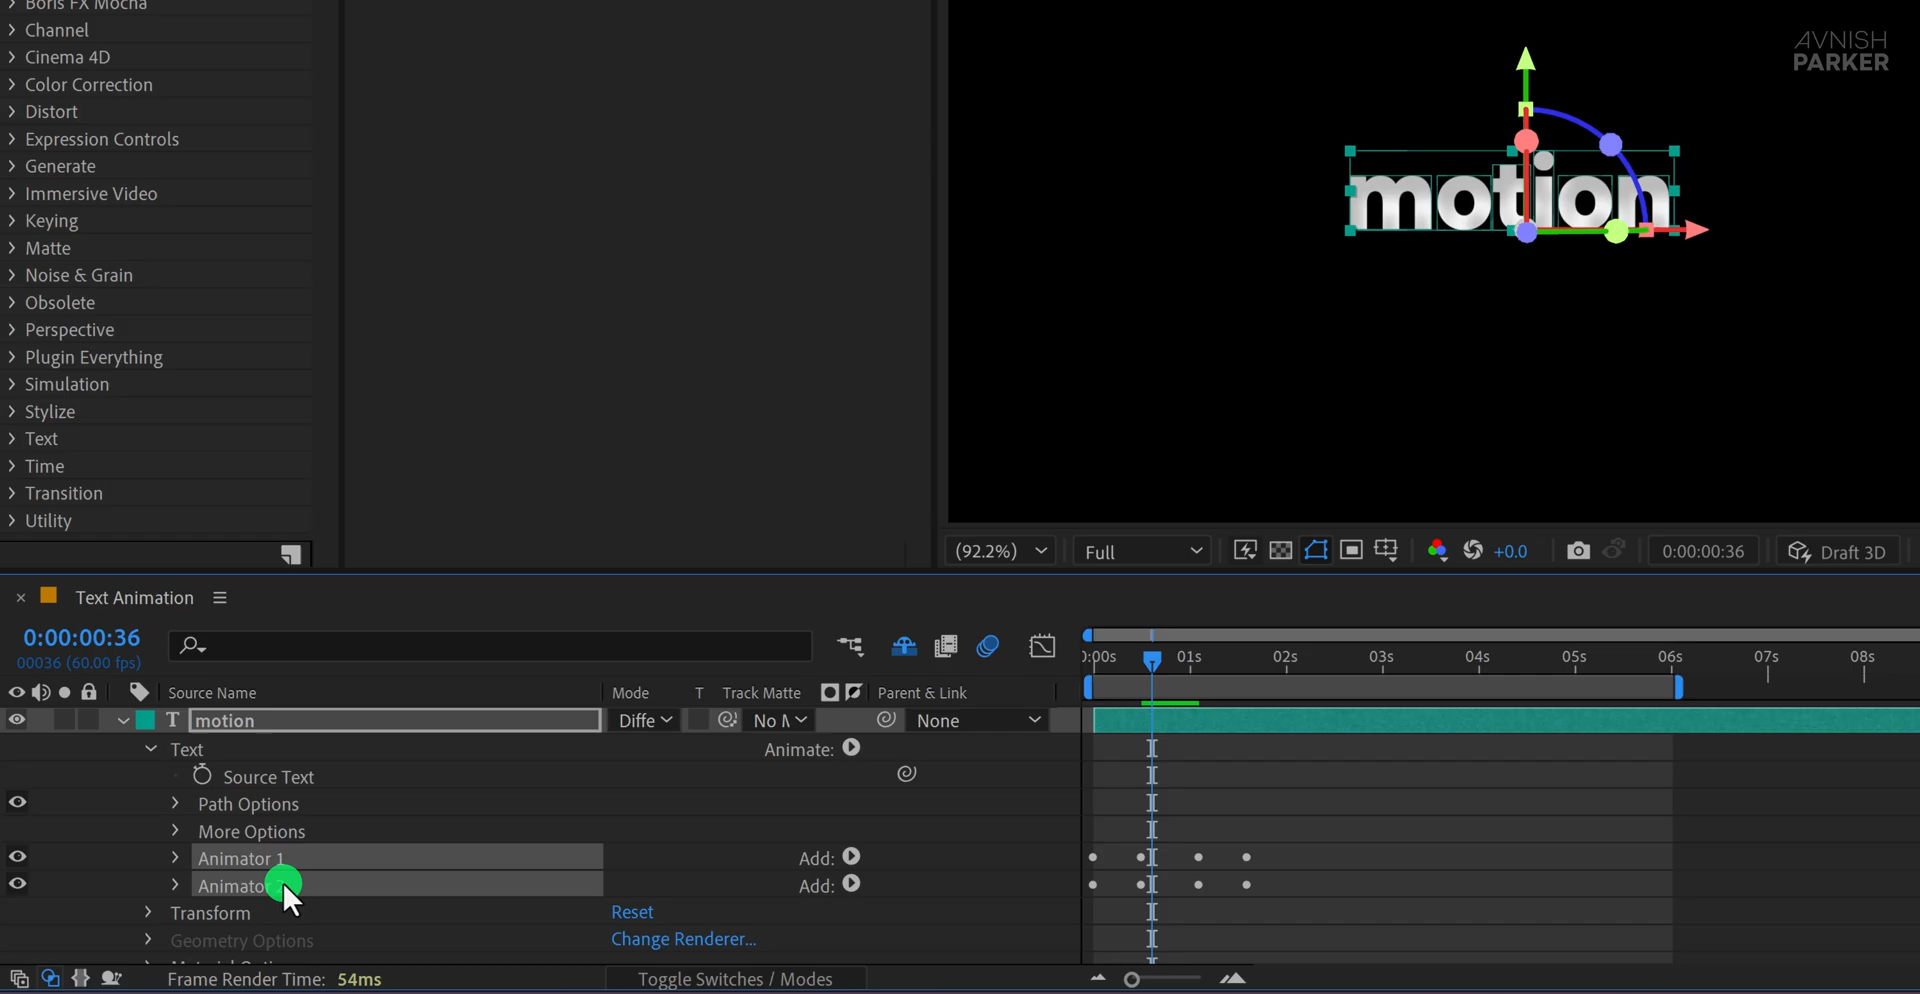 Boris FX Mocha
Channel
Cinema 4D
Color Correction
Distort
Expression Controls
Generate
Immersive Video
Keying
Matte
Noise & Grain
Obsolete
Perspective
Plugin Everything
Simulation
Stylize
Text
Time
Transition
Utility
AVNISH
PARKER
motion
(92.2%)
Full
+0.0
0:00:00:36
Draft 3D
Text Animation
0:00:00:36
00036 (60.00 fps)
Source Name
Mode
T
Track Matte
Parent & Link
0:00s
01s
02s
03s
04s
05s
06s
07s
08s
T motion
Diffe
No M
None
Text
Animate:
Source Text
Path Options
More Options
Animator 1
Add:
Animator
Add:
Transform
Reset
Geometry Options
Change Renderer...
Frame Render Time: 54ms
Toggle Switches / Modes